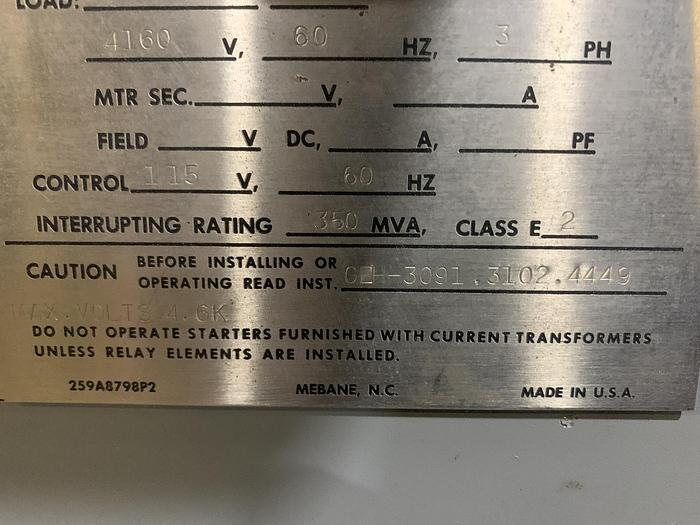 LOAD:
4160 V, 60 HZ, 3 PH
MTR SEC. V, A
FIELD V DC, A, PF
CONTROL 115 V, 60 HZ
INTERRUPTING RATING 350 MVA, CLASS E 2
CAUTION BEFORE INSTALLING OR
OPERATING READ INST. GEH-3091,3102,4449
MAX.VOLTS 4.6K
DO NOT OPERATE STARTERS FURNISHED WITH CURRENT TRANSFORMERS
UNLESS RELAY ELEMENTS ARE INSTALLED.
259A8798P2 MEBANE, N.C. MADE IN U.S.A.